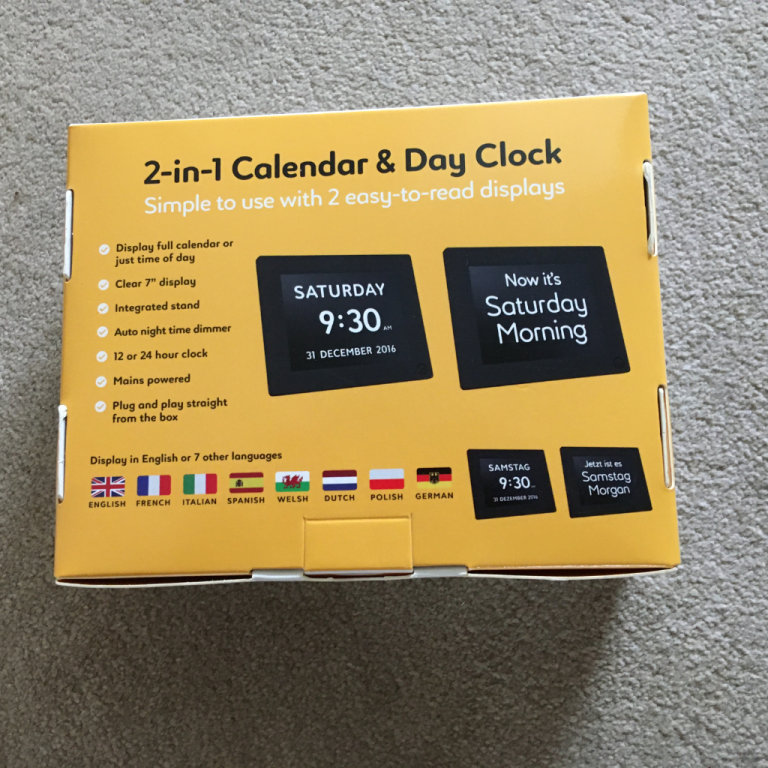 2-in-1 Calendar & Day Clock
Simple to use with 2 easy-to-read displays
Display full calendar or
just time of day
Clear 7" display
Integrated stand
Auto night time dimmer
12 or 24 hour clock
Mains powered
Plug and play straight
from the box
SATURDAY
9:30 AM
31 DECEMBER 2016
Now it's
Saturday
Morning
Display in English or 7 other languages
ENGLISH FRENCH ITALIAN SPANISH WELSH DUTCH POLISH GERMAN
SAMSTAG
9:30
31 DEZEMBER 2016
Jetzt ist es
Samstag
Morgan